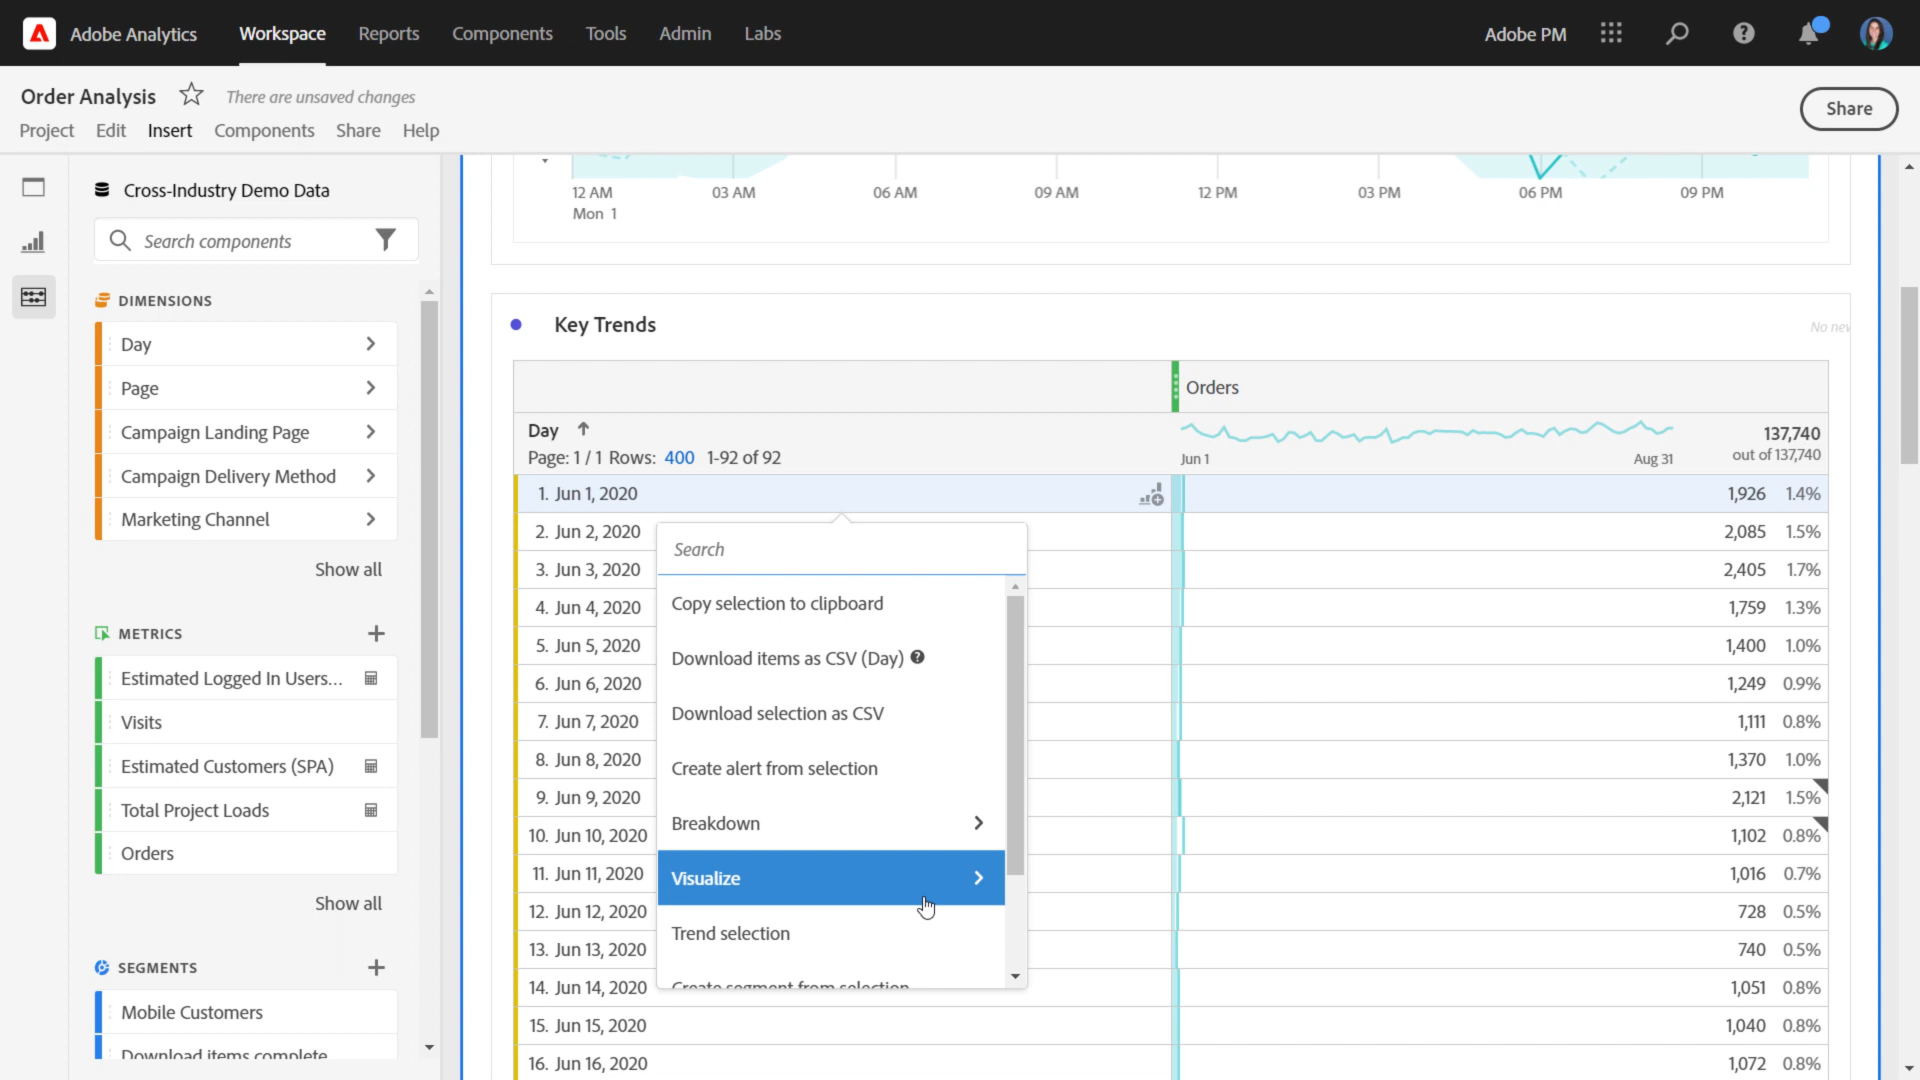 Adobe Analytics Workspace Reports Components Tools Admin Labs Adobe PM
Order Analysis There are unsaved changes
Project Edit Insert Components Share Help
Share
Cross-Industry Demo Data
Search components
DIMENSIONS
Day
Page
Campaign Landing Page
Campaign Delivery Method
Marketing Channel
Show all
METRICS
Estimated Logged In Users...
Visits
Estimated Customers (SPA)
Total Project Loads
Orders
Show all
SEGMENTS
Mobile Customers
Download items complete
12 AM 03 AM 06 AM 09 AM 12 PM 03 PM 06 PM 09 PM
Mon 1
Key Trends
No
Orders
Day
Page: 1 / 1 Rows: 400 1-92 of 92
Jun 1 Aug 31
137,740
out of 137,740
1. Jun 1, 2020 1,926 1.4%
2. Jun 2, 2020 2,085 1.5%
3. Jun 3, 2020 2,405 1.7%
4. Jun 4, 2020 1,759 1.3%
5. Jun 5, 2020 1,400 1.0%
6. Jun 6, 2020 1,249 0.9%
7. Jun 7, 2020 1,111 0.8%
8. Jun 8, 2020 1,370 1.0%
9. Jun 9, 2020 2,121 1.5%
10. Jun 10, 2020 1,102 0.8%
11. Jun 11, 2020 1,016 0.7%
12. Jun 12, 2020 728 0.5%
13. Jun 13, 2020 740 0.5%
14. Jun 14, 2020 1,051 0.8%
15. Jun 15, 2020 1,040 0.8%
16. Jun 16, 2020 1,072 0.8%
Search
Copy selection to clipboard
Download items as CSV (Day)
Download selection as CSV
Create alert from selection
Breakdown
Visualize
Trend selection
Create segment from selection